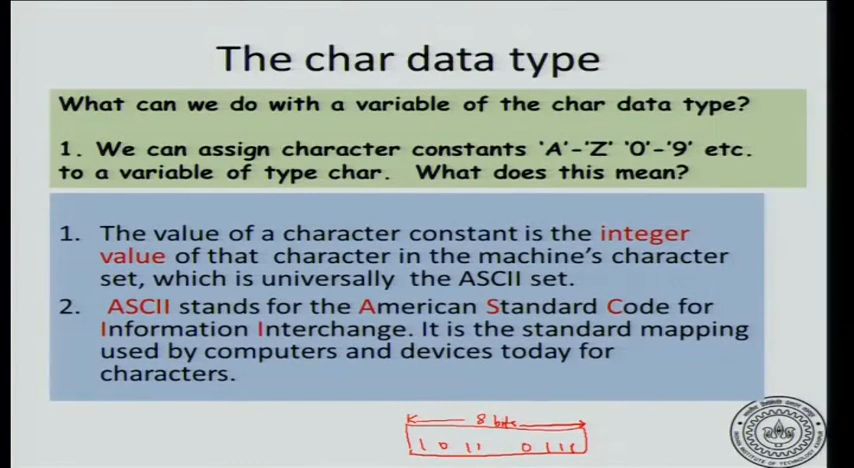 The char data type
What can we do with a variable of the char data type?
1. We can assign character constants 'A'-'Z' '0'-'9' etc.
to a variable of type char. What does this mean?
1. The value of a character constant is the integer
value of that character in the machine's character
set, which is universally the ASCII set.
2. ASCII stands for the American Standard Code for
Information Interchange. It is the standard mapping
used by computers and devices today for
characters.
8 bits
1 0 1 1 0 1 1 1